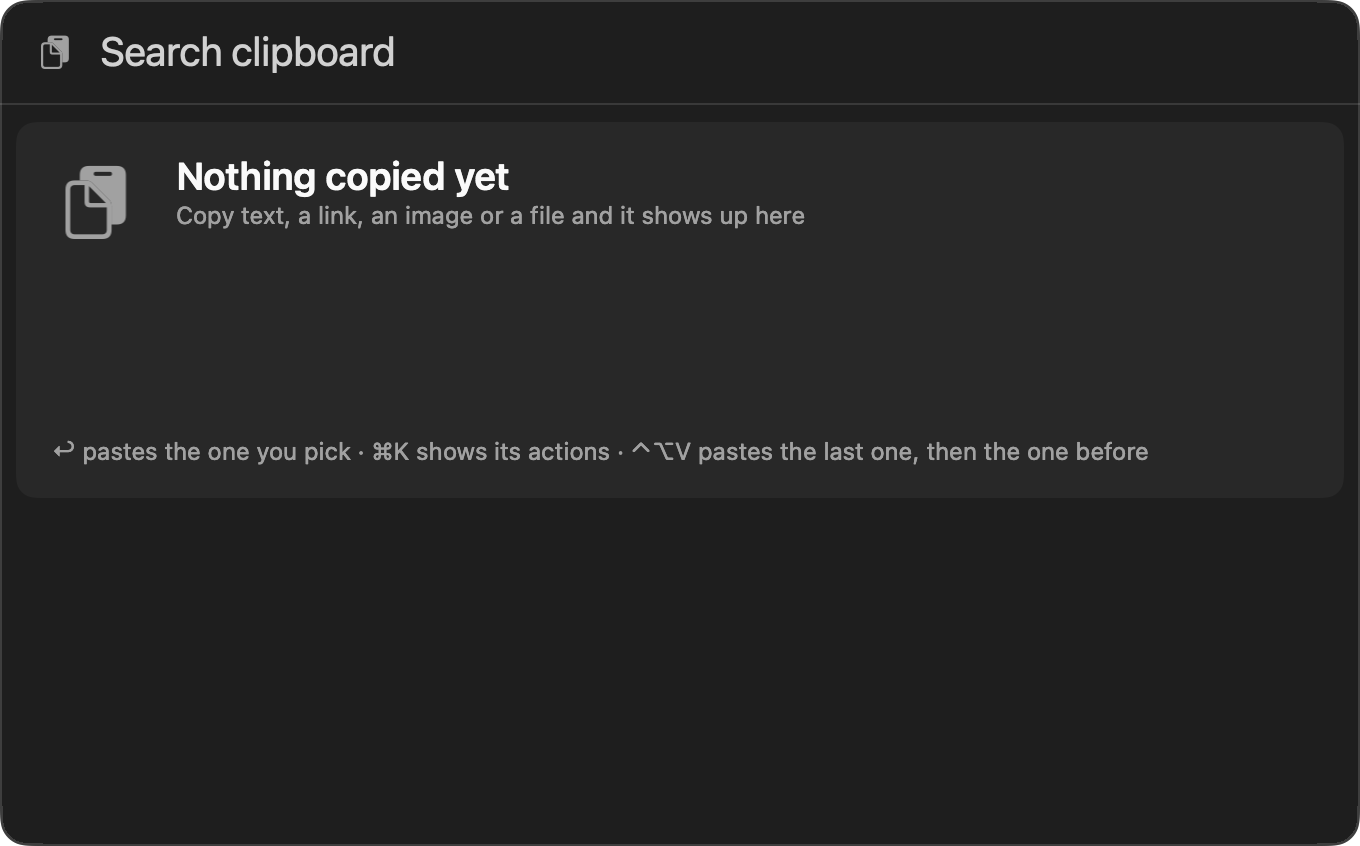 Search clipboard
Nothing copied yet
Copy text, a link, an image or a file and it shows up here
↩ pastes the one you pick · ⌘K shows its actions · ⌃⌥V pastes the last one, then the one before